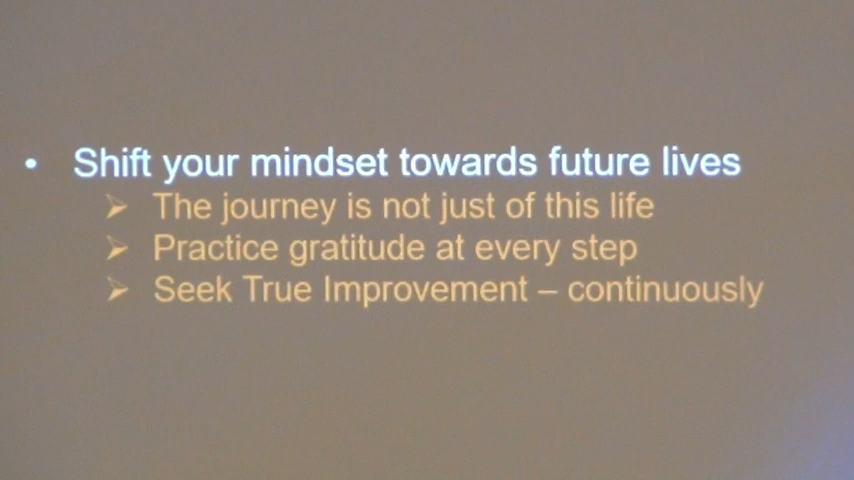 • Shift your mindset towards future lives
➢ The journey is not just of this life
➢ Practice gratitude at every step
➢ Seek True Improvement – continuously